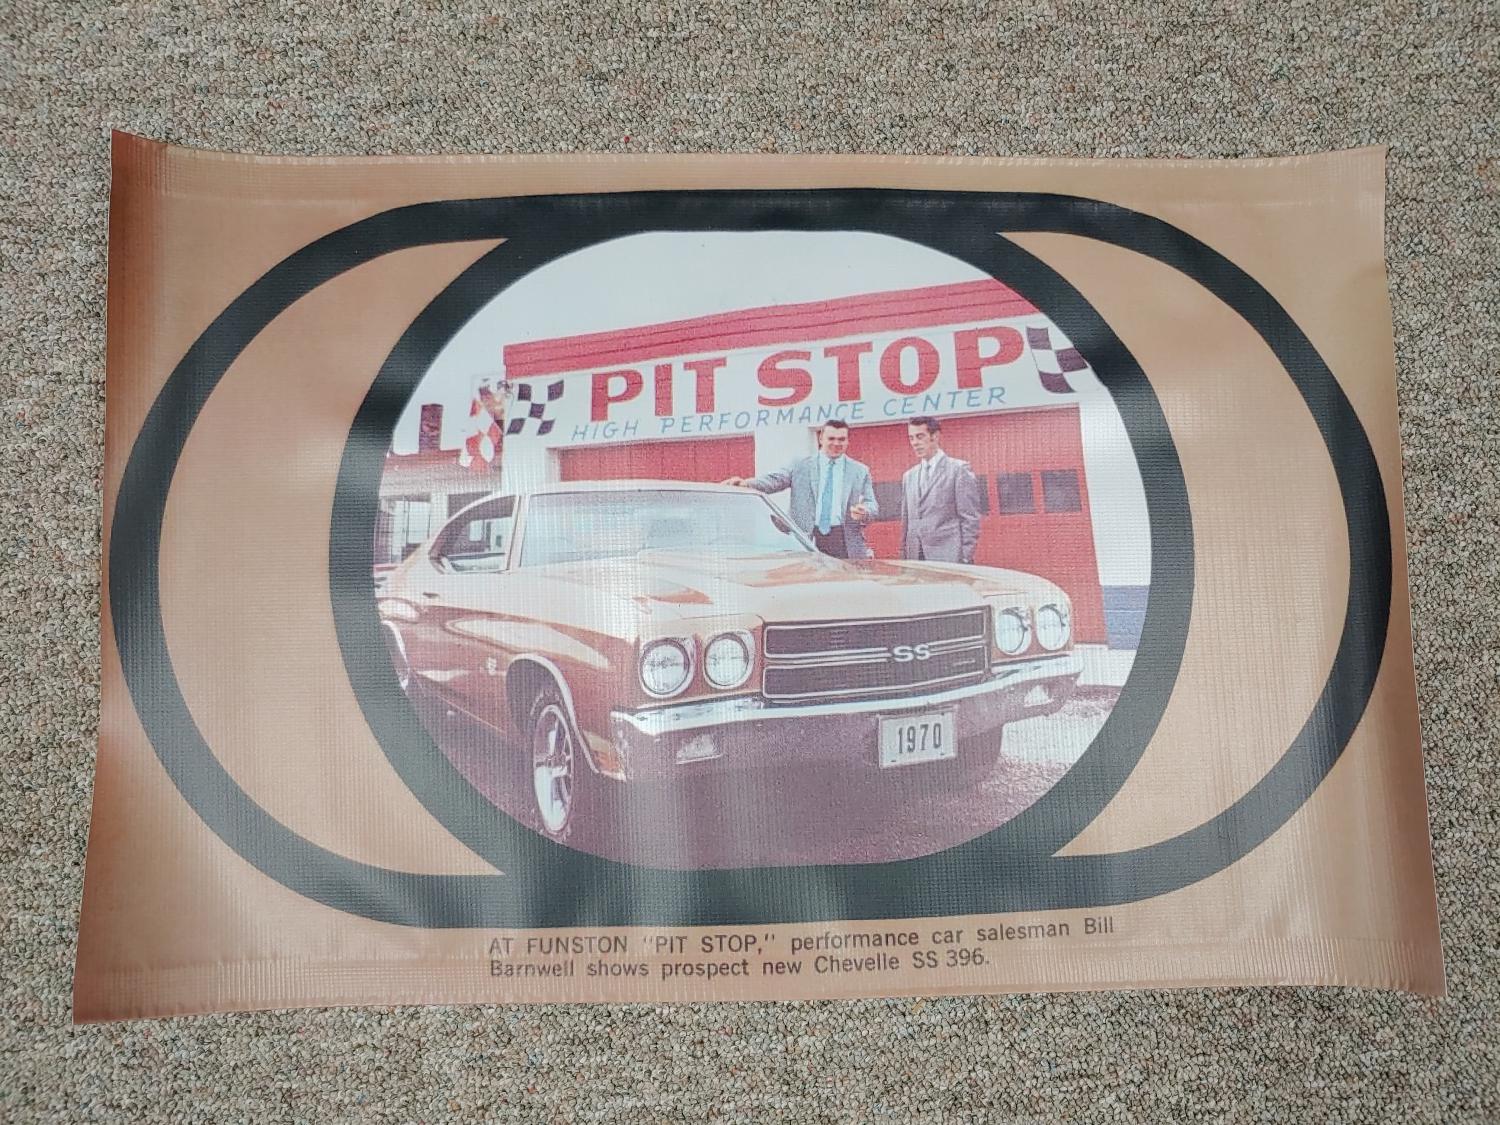 PIT STOP
HIGH PERFORMANCE CENTER
SS
1970
AT FUNSTON "PIT STOP," performance car salesman Bill
Barnwell shows prospect new Chevelle SS 396.